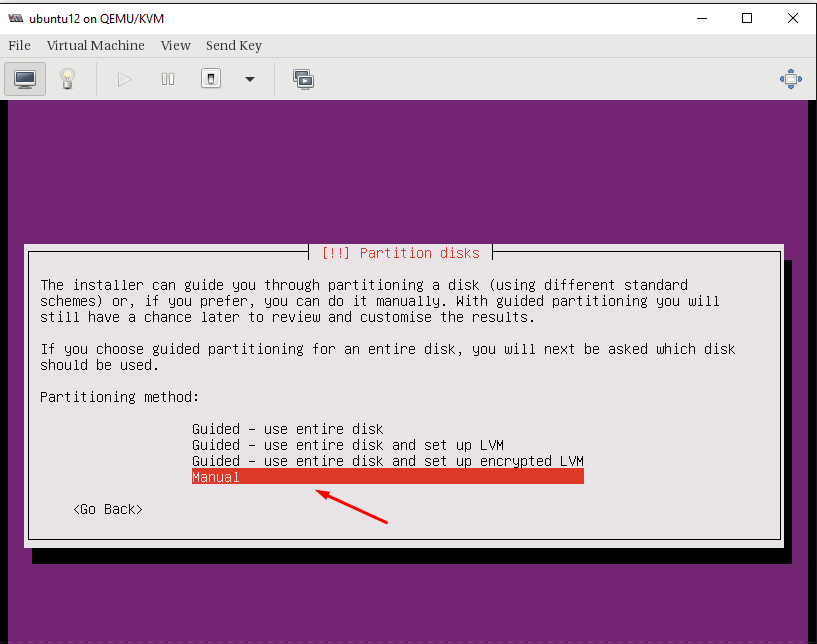 ubuntu12 on QEMU/KVM
File Virtual Machine View Send Key
[!!] Partition disks
The installer can guide you through partitioning a disk (using different standard
schemes) or, if you prefer, you can do it manually. With guided partitioning you will
still have a chance later to review and customise the results.
If you choose guided partitioning for an entire disk, you will next be asked which disk
should be used.
Partitioning method:
Guided – use entire disk
Guided – use entire disk and set up LVM
Guided – use entire disk and set up encrypted LVM
Manual
<Go Back>